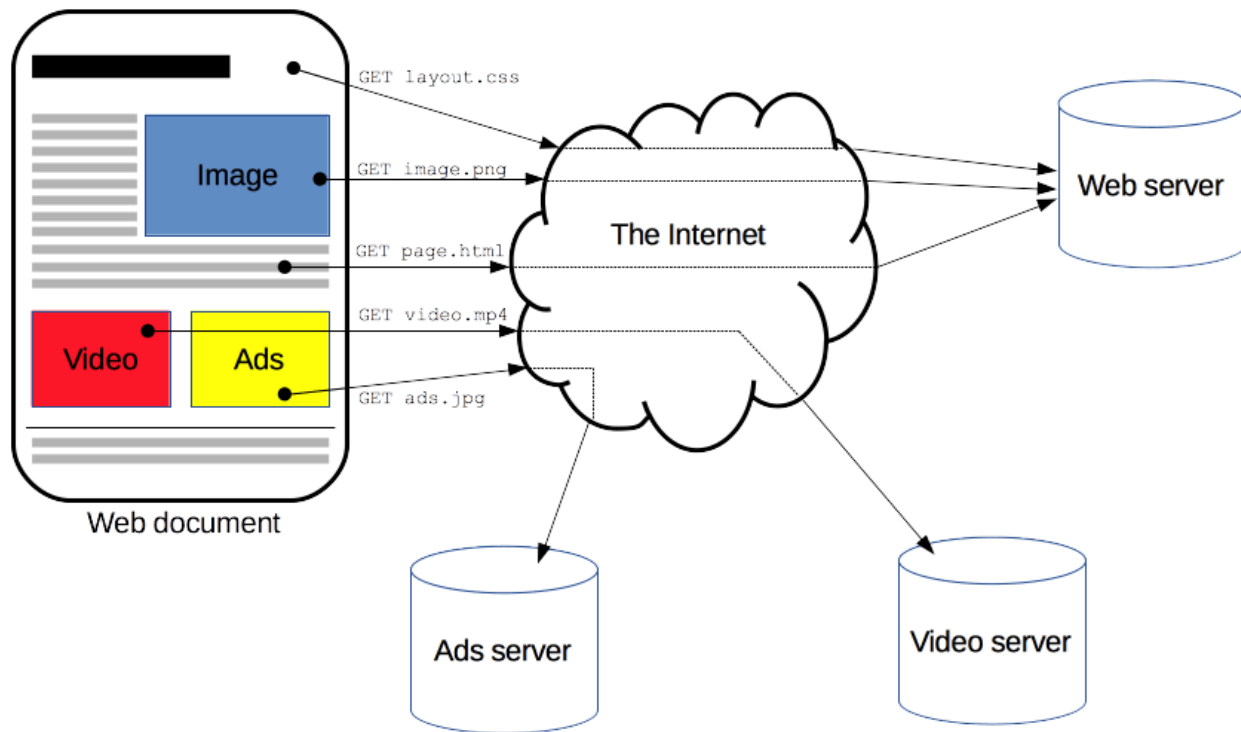 GET layout.css
Image
GET image.png
Web server
The Internet
GET page.html
GET video.mp4
Video
Ads
GET ads.jpg
Web document
Ads server
Video server